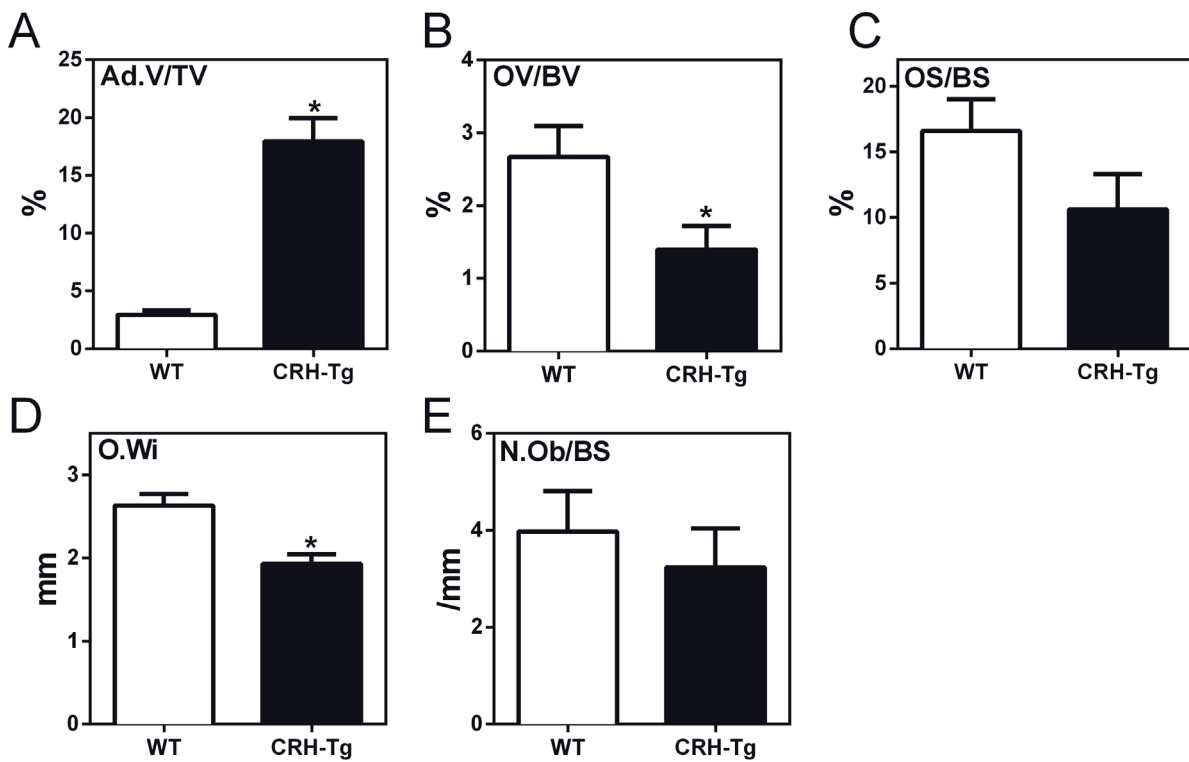 A
Ad.V/TV
25
20
15
10
5
0
%
*
WT
CRH-Tg
B
OV/BV
4
3
2
1
0
%
*
WT
CRH-Tg
C
OS/BS
20
15
10
5
0
%
WT
CRH-Tg
D
O.Wi
3
2
1
0
mm
*
WT
CRH-Tg
E
N.Ob/BS
6
4
2
0
/mm
WT
CRH-Tg